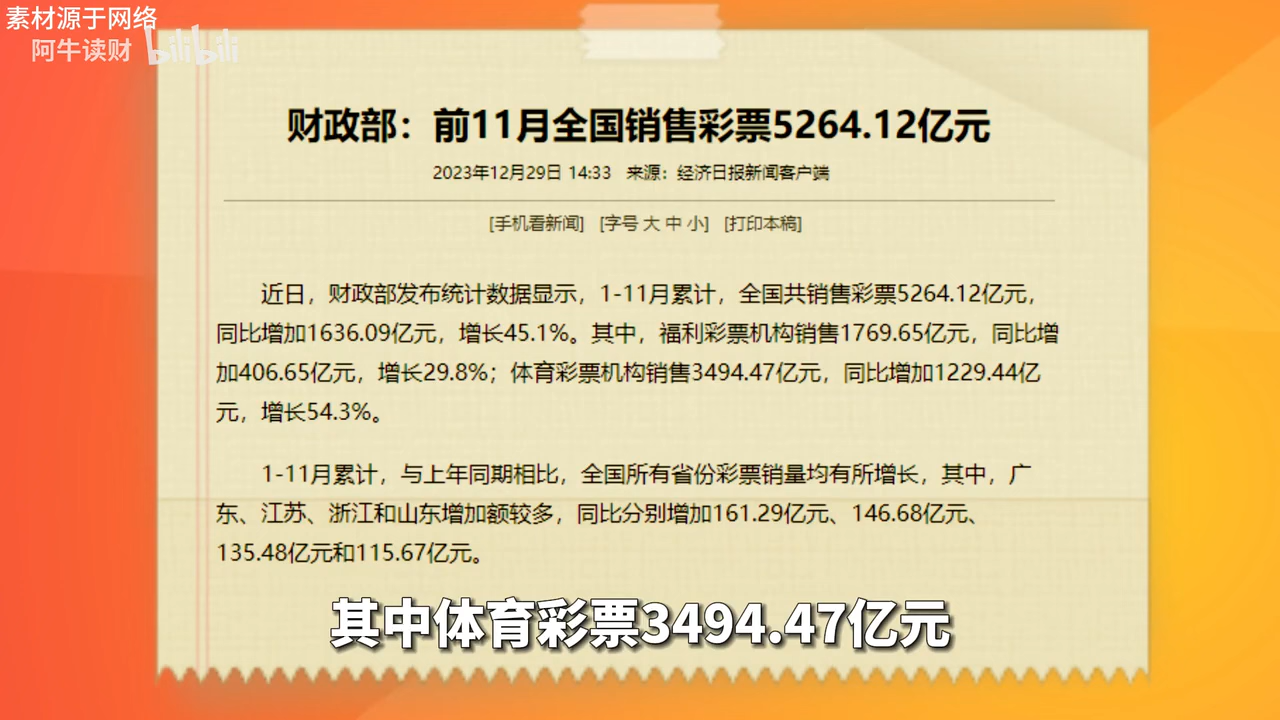 素材源于网络
阿牛读财 bilibili
财政部：前11月全国销售彩票5264.12亿元
2023年12月29日 14:33 来源：经济日报新闻客户端
[手机看新闻] [字号 大 中 小] [打印本稿]
近日，财政部发布统计数据显示，1-11月累计，全国共销售彩票5264.12亿元，
同比增加1636.09亿元，增长45.1%。其中，福利彩票机构销售1769.65亿元，同比增
加406.65亿元，增长29.8%；体育彩票机构销售3494.47亿元，同比增加1229.44亿
元，增长54.3%。
1-11月累计，与上年同期相比，全国所有省份彩票销量均有所增长，其中，广
东、江苏、浙江和山东增加额较多，同比分别增加161.29亿元、146.68亿元、
135.48亿元和115.67亿元。
其中体育彩票3494.47亿元